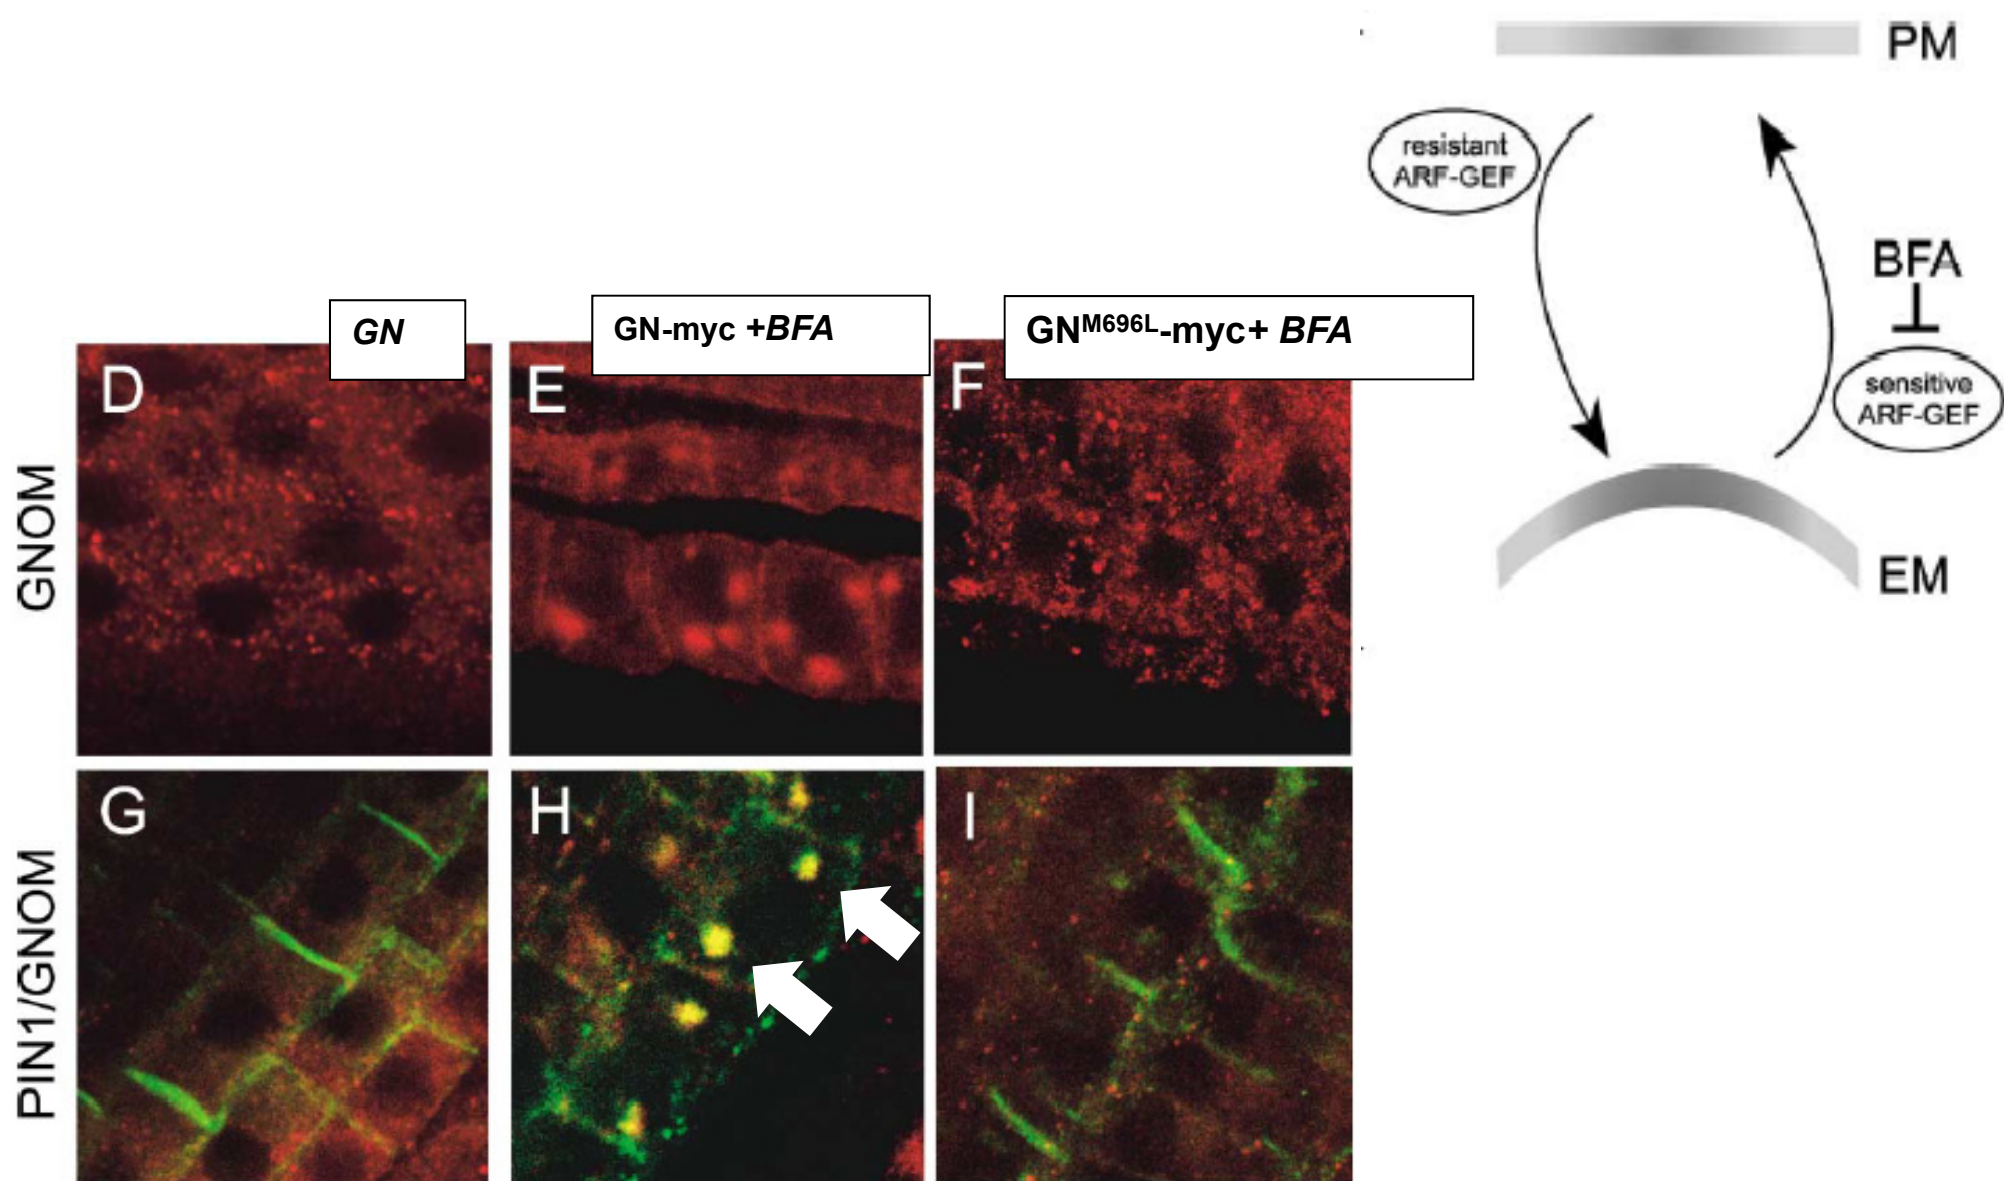 PM
resistant
ARF-GEF
BFA
sensitive
ARF-GEF
EM
GN
GN-myc +BFA
GNM696L-myc+ BFA
GNOM
D
E
F
PIN1/GNOM
G
H
I